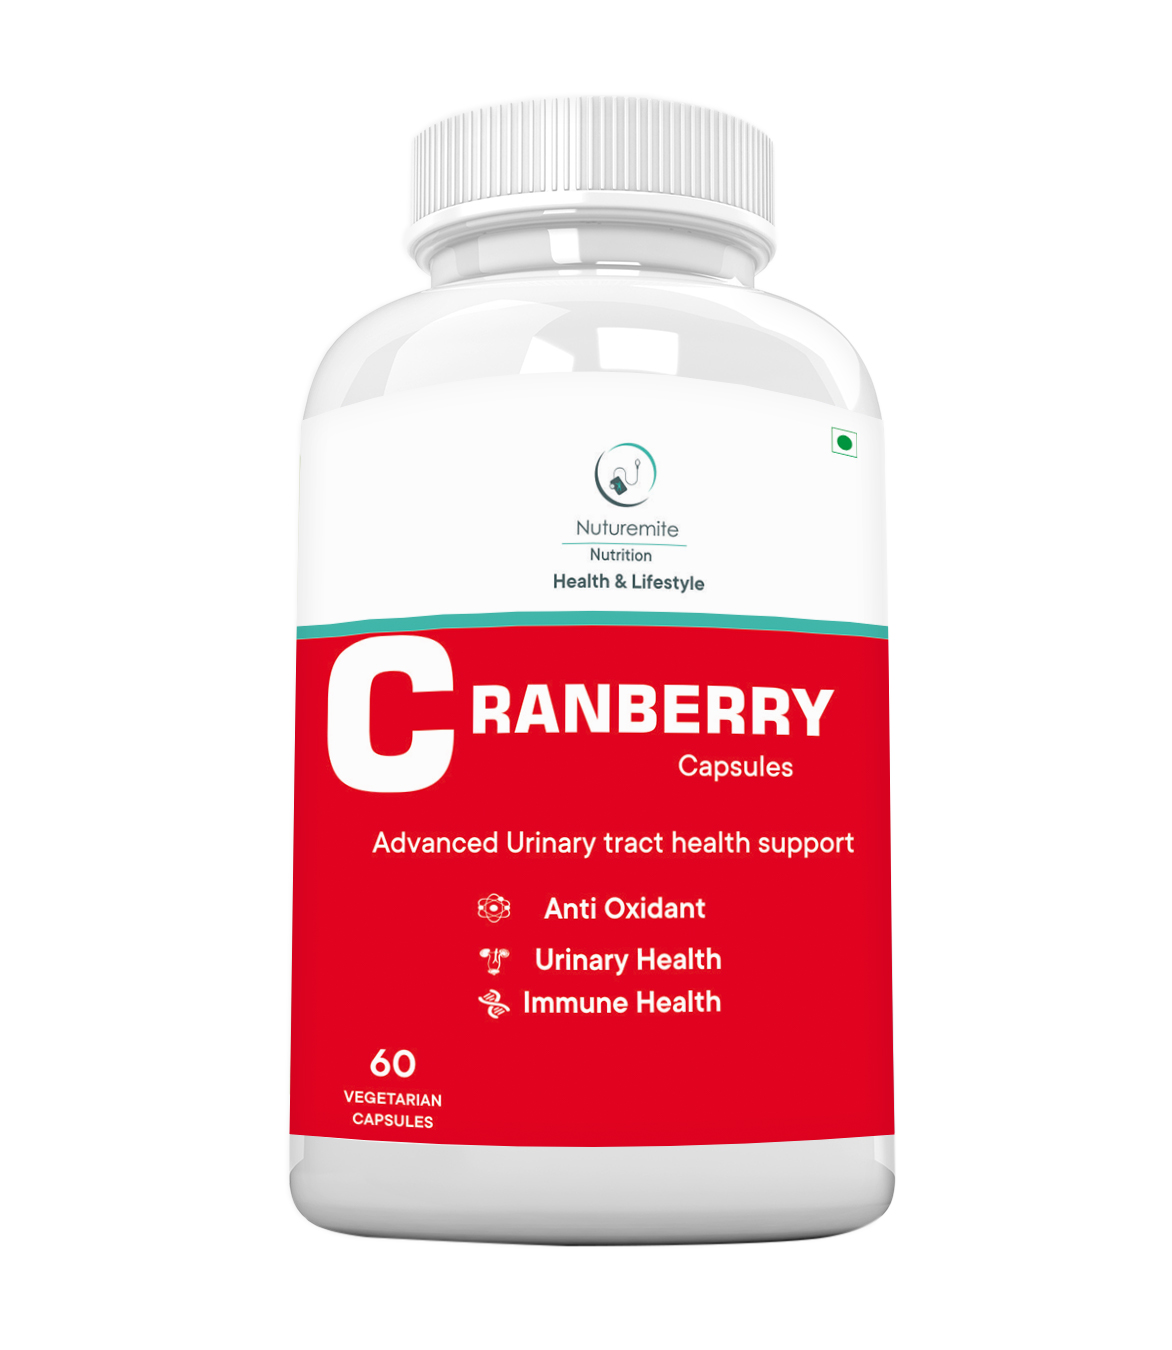 Nuturemite
Nutrition
Health & Lifestyle
CRANBERRY
Capsules
Advanced Urinary tract health support
Anti Oxidant
Urinary Health
Immune Health
60
VEGETARIAN
CAPSULES